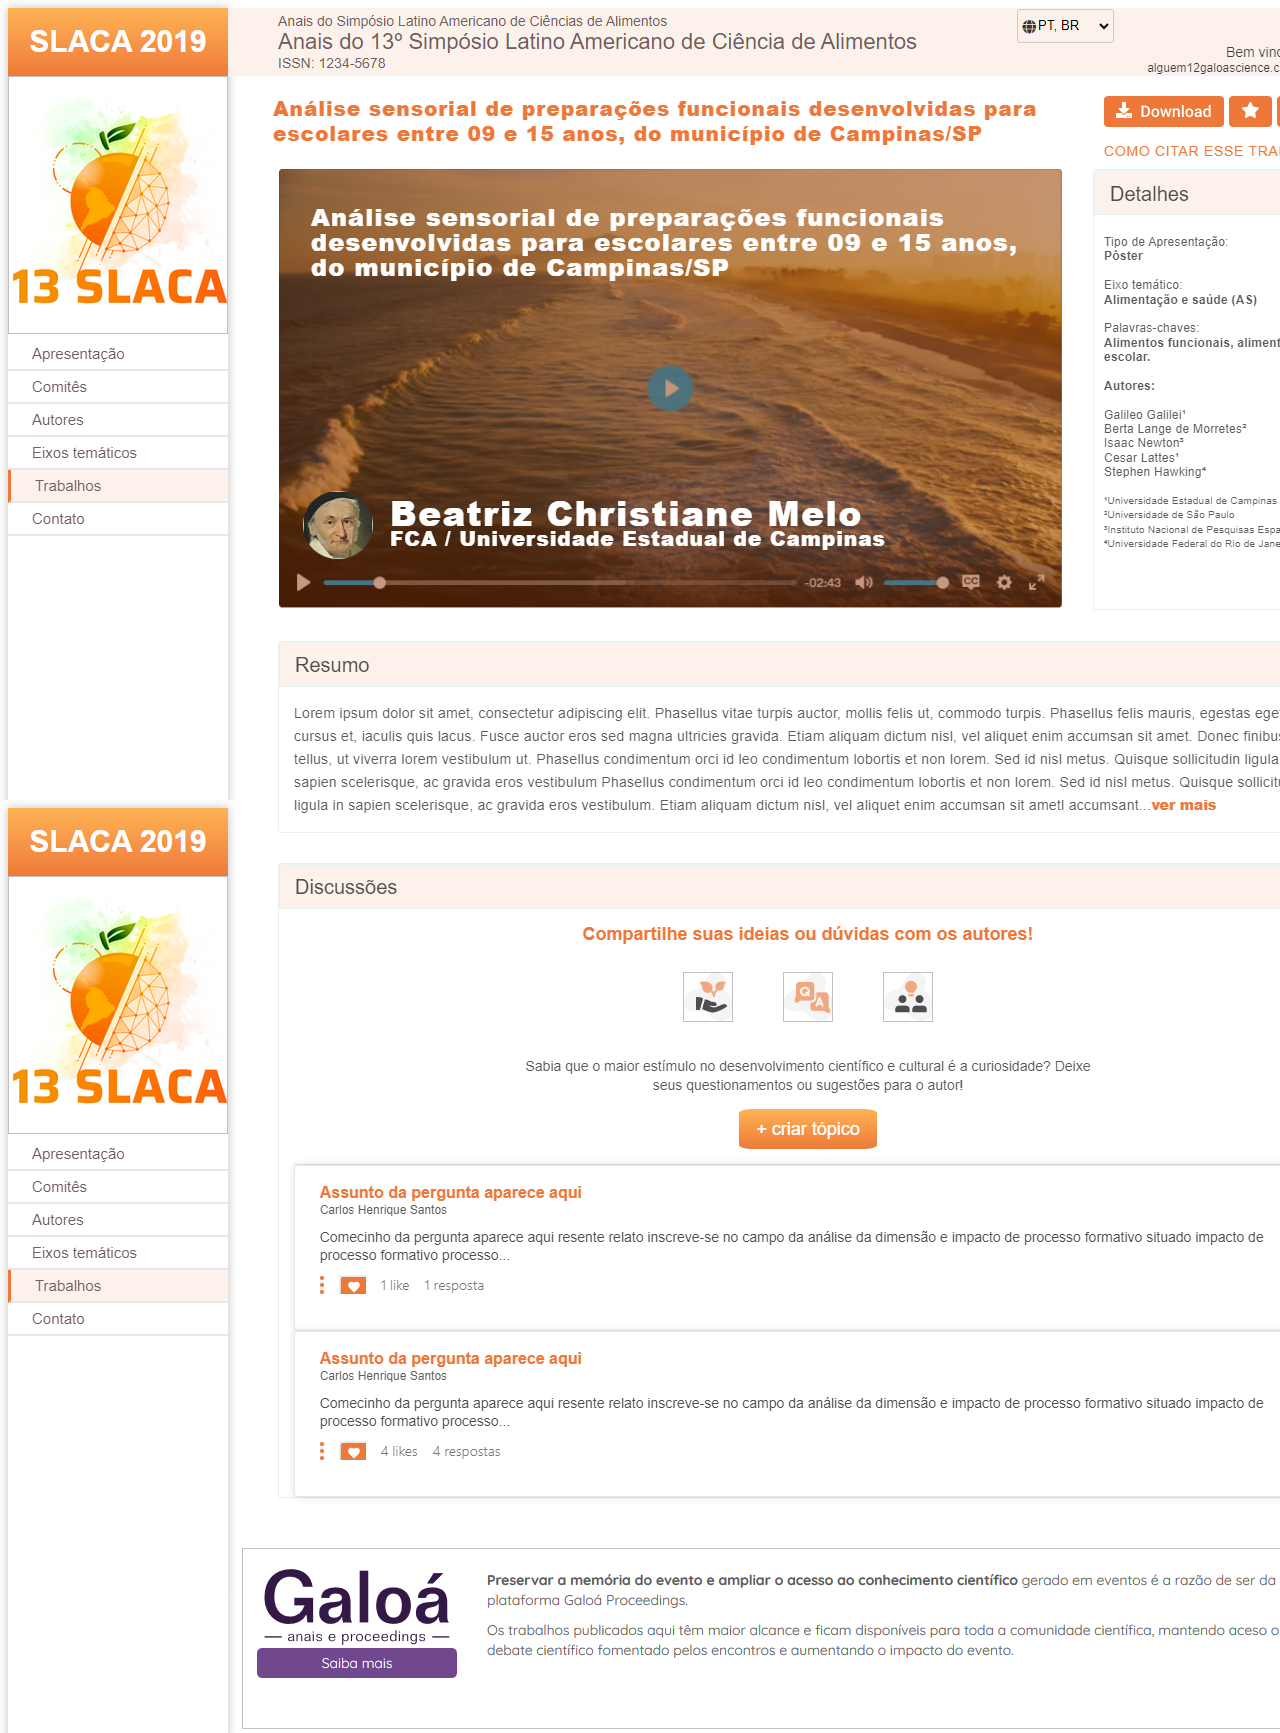 SLACA 2019
13 SLACA
Apresentação
Comitês
Autores
Eixos temáticos
Trabalhos
Contato
Anais do Simpósio Latino Americano de Ciências de Alimentos
Anais do 13º Simpósio Latino Americano de Ciência de Alimentos
ISSN: 1234-5678
PT, BR
Bem vinc
alguem12galoascience.c
Análise sensorial de preparações funcionais desenvolvidas para
escolares entre 09 e 15 anos, do município de Campinas/SP
Download
COMO CITAR ESSE TRA
Análise sensorial de preparações funcionais
desenvolvidas para escolares entre 09 e 15 anos,
do município de Campinas/SP
Beatriz Christiane Melo
FCA / Universidade Estadual de Campinas
-02:43
CC
Detalhes
Tipo de Apresentação:
Pôster
Eixo temático:
Alimentação e saúde (AS)
Palavras-chaves:
Alimentos funcionais, aliment
escolar.
Autores:
Galileo Galilei¹
Berta Lange de Morretes²
Isaac Newton³
Cesar Lattes¹
Stephen Hawking⁴
¹Universidade Estadual de Campinas
²Universidade de São Paulo
³Instituto Nacional de Pesquisas Espa
⁴Universidade Federal do Rio de Jane
Resumo
Lorem ipsum dolor sit amet, consectetur adipiscing elit. Phasellus vitae turpis auctor, mollis felis ut, commodo turpis. Phasellus felis mauris, egestas ege
cursus et, iaculis quis lacus. Fusce auctor eros sed magna ultricies gravida. Etiam aliquam dictum nisl, vel aliquet enim accumsan sit amet. Donec finibus
tellus, ut viverra lorem vestibulum ut. Phasellus condimentum orci id leo condimentum lobortis et non lorem. Sed id nisl metus. Quisque sollicitudin ligula
sapien scelerisque, ac gravida eros vestibulum Phasellus condimentum orci id leo condimentum lobortis et non lorem. Sed id nisl metus. Quisque sollicitu
ligula in sapien scelerisque, ac gravida eros vestibulum. Etiam aliquam dictum nisl, vel aliquet enim accumsan sit ametl accumsant...ver mais
SLACA 2019
13 SLACA
Apresentação
Comitês
Autores
Eixos temáticos
Trabalhos
Contato
Discussões
Compartilhe suas ideias ou dúvidas com os autores!
Q
A
Sabia que o maior estímulo no desenvolvimento científico e cultural é a curiosidade? Deixe
seus questionamentos ou sugestões para o autor!
+ criar tópico
Assunto da pergunta aparece aqui
Carlos Henrique Santos
Comecinho da pergunta aparece aqui resente relato inscreve-se no campo da análise da dimensão e impacto de processo formativo situado impacto de
processo formativo processo...
1 like 1 resposta
Assunto da pergunta aparece aqui
Carlos Henrique Santos
Comecinho da pergunta aparece aqui resente relato inscreve-se no campo da análise da dimensão e impacto de processo formativo situado impacto de
processo formativo processo...
4 likes 4 respostas
Galoá
anais e proceedings
Saiba mais
Preservar a memória do evento e ampliar o acesso ao conhecimento científico gerado em eventos é a razão de ser da
plataforma Galoá Proceedings.
Os trabalhos publicados aqui têm maior alcance e ficam disponíveis para toda a comunidade científica, mantendo aceso o
debate científico fomentado pelos encontros e aumentando o impacto do evento.